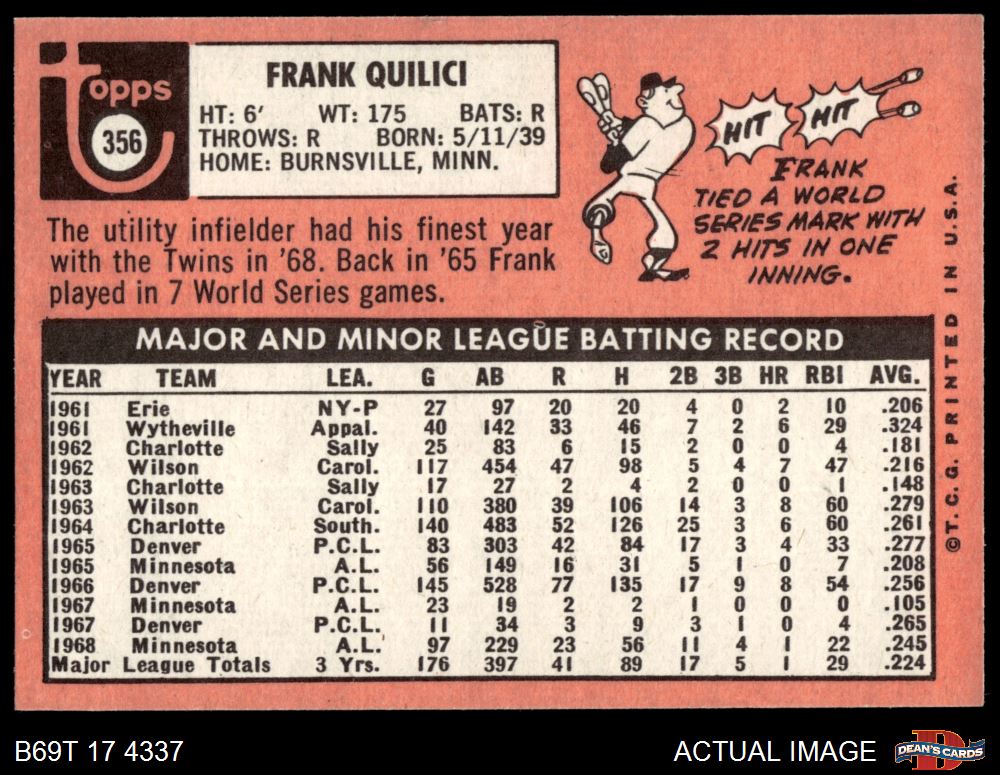 Topps
356
FRANK QUILICI
HT: 6' WT: 175 BATS: R
THROWS: R BORN: 5/11/39
HOME: BURNSVILLE, MINN.
HIT HIT
FRANK
TIED A WORLD
SERIES MARK WITH
2 HITS IN ONE
INNING.
The utility infielder had his finest year
with the Twins in '68. Back in '65 Frank
played in 7 World Series games.
MAJOR AND MINOR LEAGUE BATTING RECORD
YEAR TEAM LEA. G AB R H 2B 3B HR RBI AVG.
1961 Erie NY-P 27 97 20 20 4 0 2 10 .206
1961 Wytheville Appal. 40 142 33 46 7 2 6 29 .324
1962 Charlotte Sally 25 83 6 15 2 0 0 4 .181
1962 Wilson Carol. 117 454 47 98 5 4 7 47 .216
1963 Charlotte Sally 17 27 2 4 2 0 0 1 .148
1963 Wilson Carol. 110 380 39 106 14 3 8 60 .279
1964 Charlotte South. 140 483 52 126 25 3 6 60 .261
1965 Denver P.C.L. 83 303 42 84 17 3 4 33 .277
1965 Minnesota A.L. 56 149 16 31 5 1 0 7 .208
1966 Denver P.C.L. 145 528 77 135 17 9 8 54 .256
1967 Minnesota A.L. 23 19 2 2 1 0 0 0 .105
1967 Denver P.C.L. 11 34 3 9 3 1 0 4 .265
1968 Minnesota A.L. 97 229 23 56 11 4 1 22 .245
Major League Totals 3 Yrs. 176 397 41 89 17 5 1 29 .224
©T.C.G. PRINTED IN U.S.A.
B69T 17 4337
ACTUAL IMAGE
DEAN'S CARDS